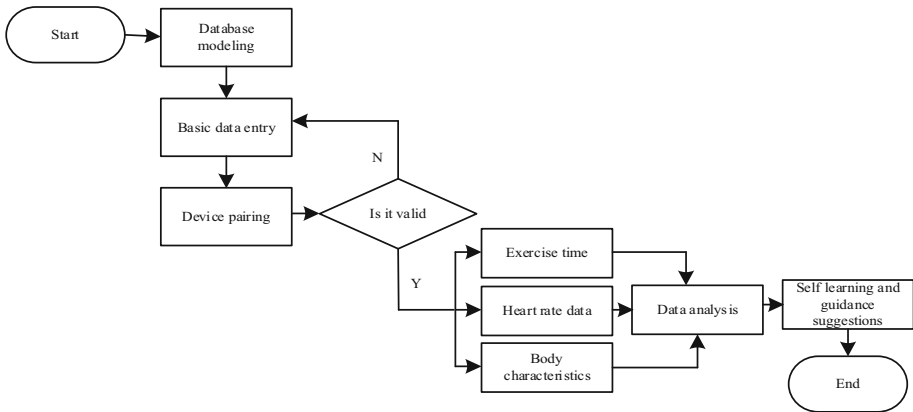 Start
Database
modeling
Basic data entry
N
Device pairing
Is it valid
Y
Exercise time
Heart rate data
Body
characteristics
Data analysis
Self learning and
guidance
suggestions
End